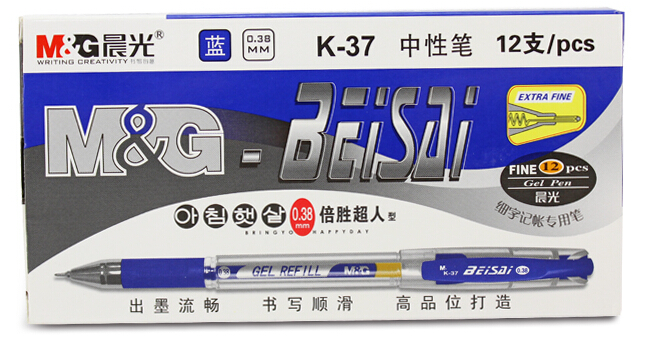 M&G晨光® 蓝 0.38 MM K-37 中性笔 12支/pcs
WRITING CREATIVITY
M&G-BEISAI
EXTRA FINE
FINE 12 pcs
Gel Pen
晨光
细字记帐专用笔
아침햇살 0.38 mm 倍胜超人型
BRINGYO HAPPYDAY
GEL REFILL M&G M K-37 BEISAI 0.38
出墨流畅 书写顺滑 高品位打造